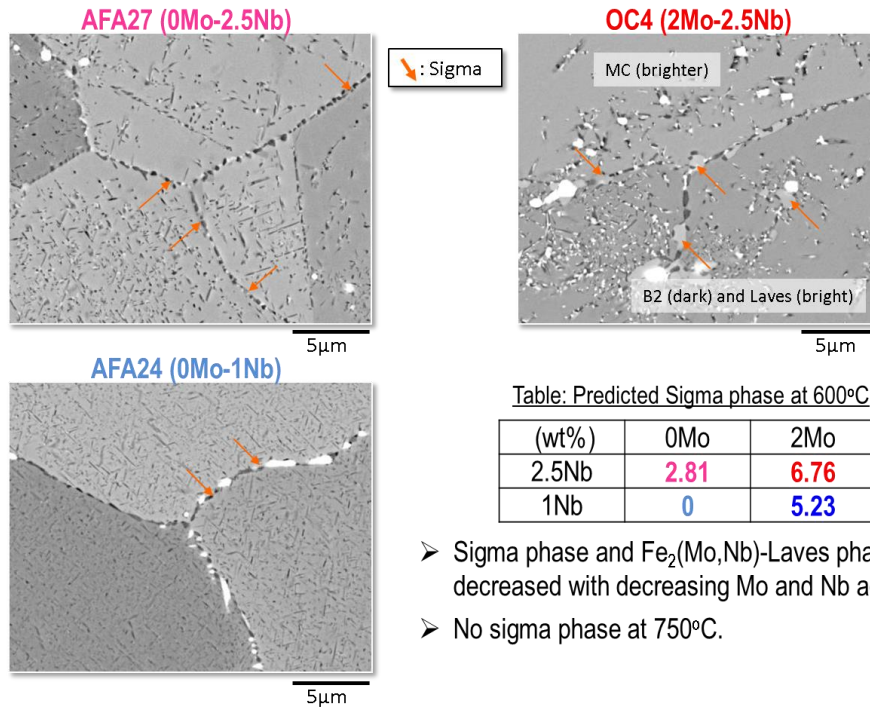 AFA27 (0Mo-2.5Nb)
OC4 (2Mo-2.5Nb)
: Sigma
MC (brighter)
B2 (dark) and Laves (bright)
5μm
5μm
AFA24 (0Mo-1Nb)
5μm
Table: Predicted Sigma phase at 600ºC
(wt%) 0Mo 2Mo
2.5Nb 2.81 6.76
1Nb 0 5.23
➢ Sigma phase and Fe₂(Mo,Nb)-Laves pha
decreased with decreasing Mo and Nb a
➢ No sigma phase at 750ºC.